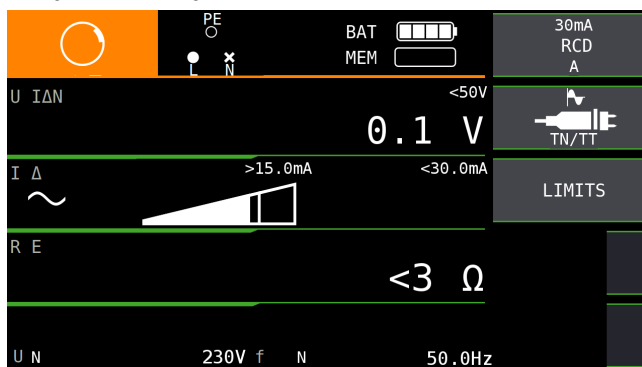 PE
L N
BAT
MEM
30mA
RCD
A
U IΔN
<50V
0.1 V
TN/TT
I Δ
>15.0mA
<30.0mA
LIMITS
R E
<3 Ω
U N 230V f N 50.0Hz